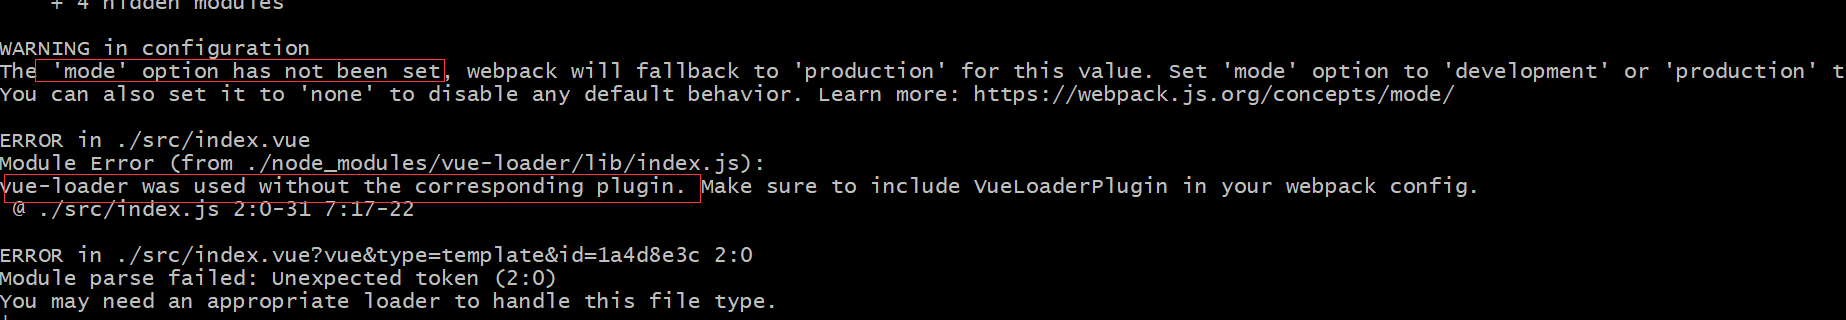 + 4 hidden modules
WARNING in configuration
The 'mode' option has not been set, webpack will fallback to 'production' for this value. Set 'mode' option to 'development' or 'production' t
You can also set it to 'none' to disable any default behavior. Learn more: https://webpack.js.org/concepts/mode/
ERROR in ./src/index.vue
Module Error (from ./node_modules/vue-loader/lib/index.js):
vue-loader was used without the corresponding plugin. Make sure to include VueLoaderPlugin in your webpack config.
@ ./src/index.js 2:0-31 7:17-22
ERROR in ./src/index.vue?vue&type=template&id=1a4d8e3c 2:0
Module parse failed: Unexpected token (2:0)
You may need an appropriate loader to handle this file type.